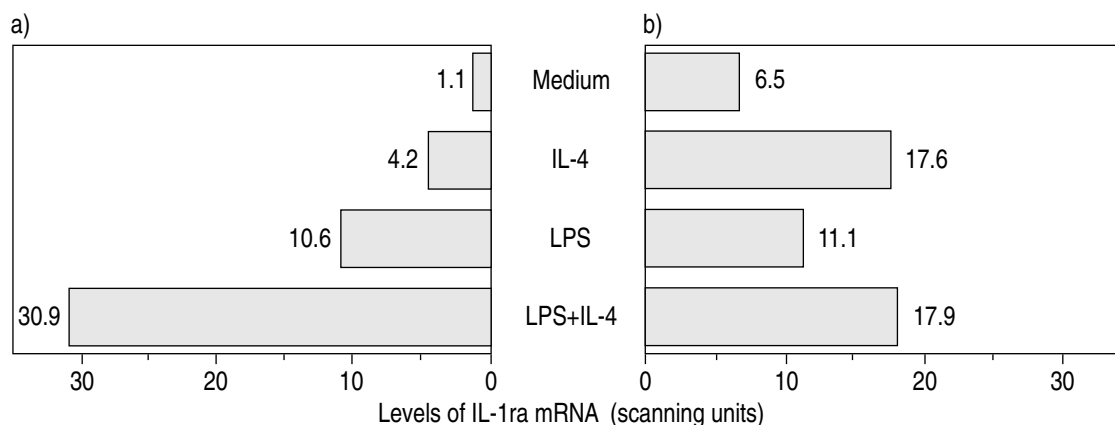 a) b)
1.1 Medium 6.5
4.2 IL-4 17.6
10.6 LPS 11.1
30.9 LPS+IL-4 17.9
30 20 10 0 0 10 20 30
Levels of IL-1ra mRNA (scanning units)